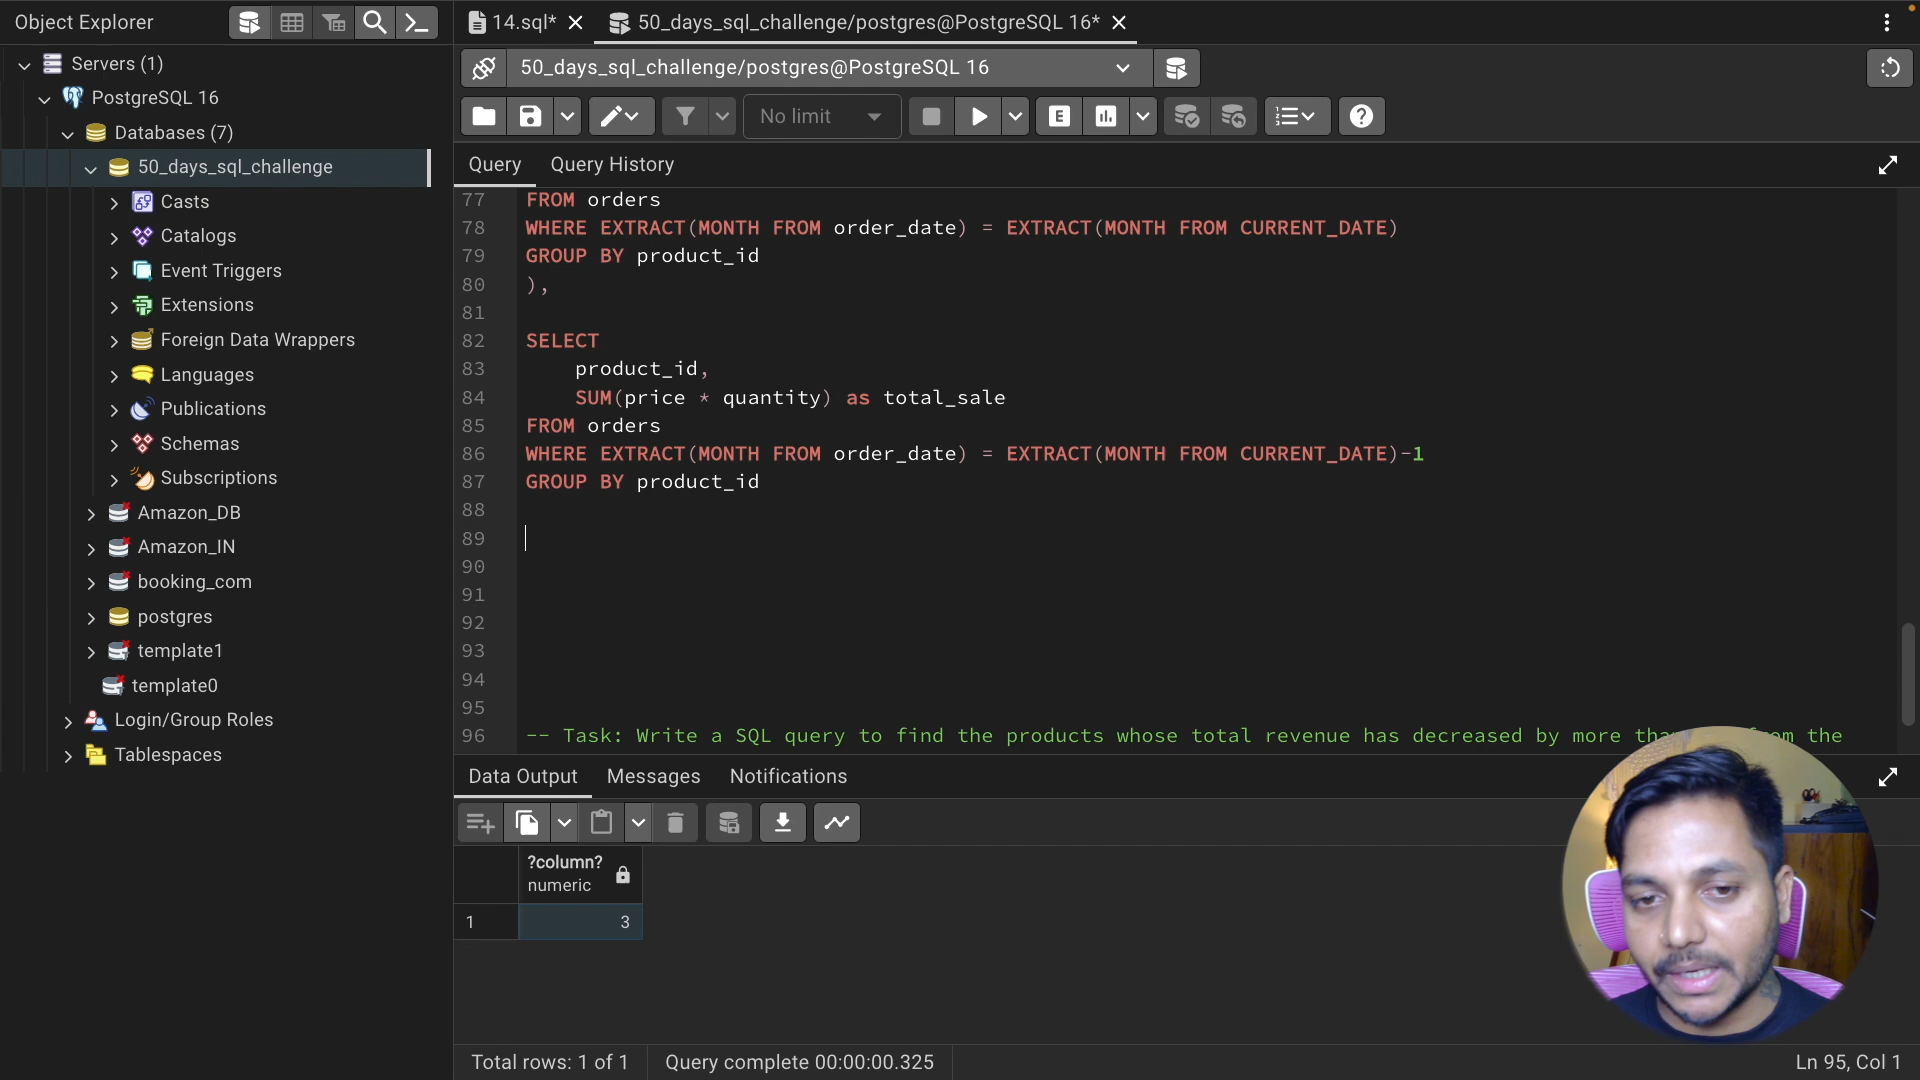 Object Explorer
14.sql*
50_days_sql_challenge/postgres@PostgreSQL 16*
Servers (1)
PostgreSQL 16
Databases (7)
50_days_sql_challenge
Casts
Catalogs
Event Triggers
Extensions
Foreign Data Wrappers
Languages
Publications
Schemas
Subscriptions
Amazon_DB
Amazon_IN
booking_com
postgres
template1
template0
Login/Group Roles
Tablespaces
50_days_sql_challenge/postgres@PostgreSQL 16
No limit
E
Query Query History
77 FROM orders
78 WHERE EXTRACT(MONTH FROM order_date) = EXTRACT(MONTH FROM CURRENT_DATE)
79 GROUP BY product_id
80 ),
81
82 SELECT
83 product_id,
84 SUM(price * quantity) as total_sale
85 FROM orders
86 WHERE EXTRACT(MONTH FROM order_date) = EXTRACT(MONTH FROM CURRENT_DATE)-1
87 GROUP BY product_id
88
89
90
91
92
93
94
95
96 -- Task: Write a SQL query to find the products whose total revenue has decreased by more the
Data Output Messages Notifications
?column?
numeric
1 3
Total rows: 1 of 1 Query complete 00:00:00.325 Ln 95, Col 1